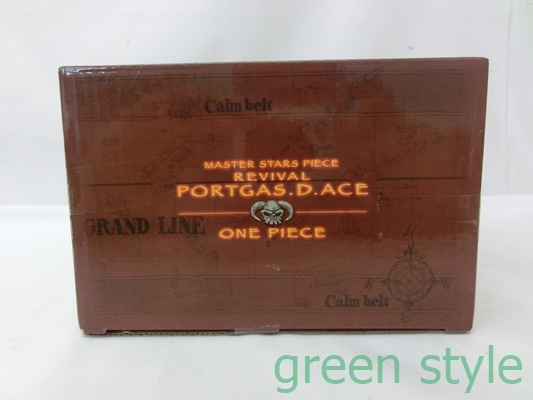 Calm belt
MASTER STARS PIECE
REVIVAL
PORTGAS.D.ACE
GRAND LINE
ONE PIECE
Calm belt
green style